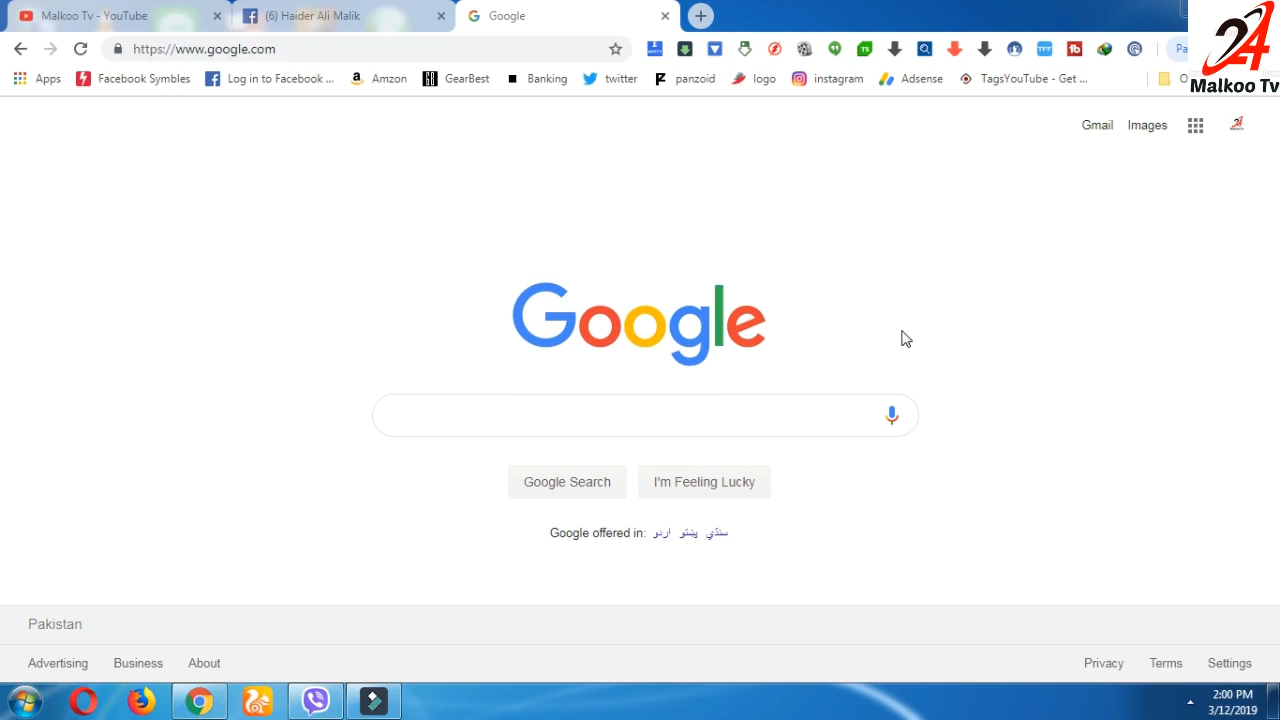 Malkoo Tv - YouTube
(6) Haider Ali Malik
Google
24
https://www.google.com
TS
TFF
Pa
Malkoo Tv
Apps
Facebook Symbles
Log in to Facebook ...
Amzon
GearBest
Banking
twitter
panzoid
logo
instagram
Adsense
TagsYouTube - Get ...
O
Gmail
Images
Google
Google Search
I'm Feeling Lucky
Google offered in: اردو پښتو سنڌي
Pakistan
Advertising
Business
About
Privacy
Terms
Settings
2:00 PM
3/12/2019